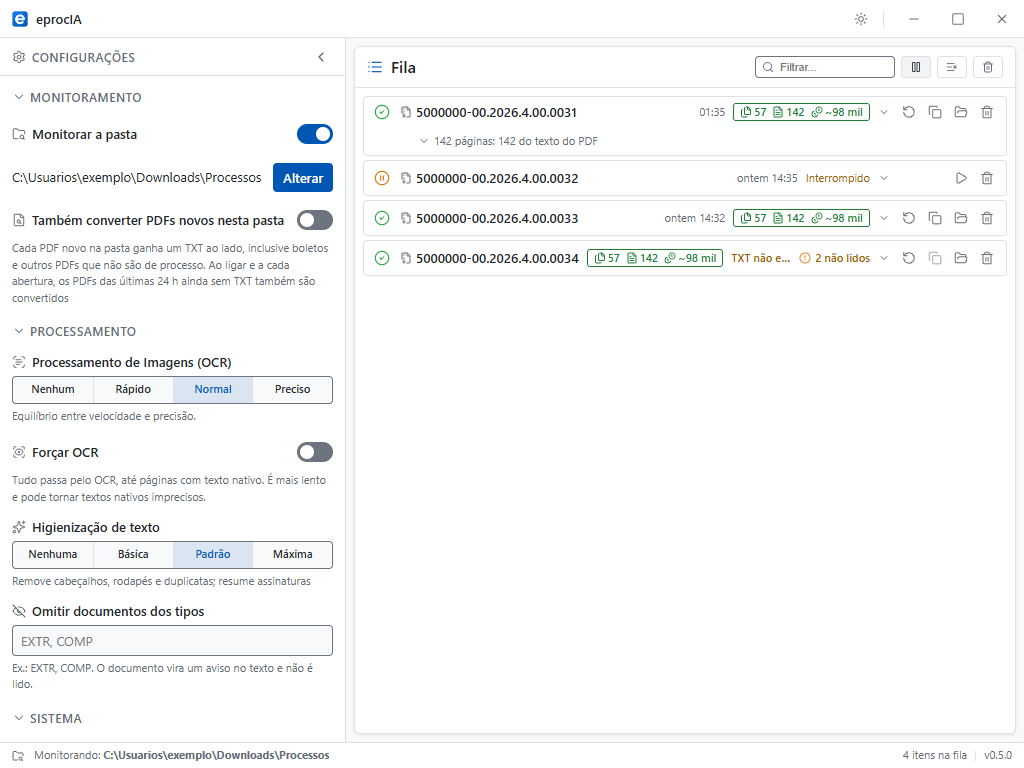 eprocIA
CONFIGURAÇÕES
MONITORAMENTO
Monitorar a pasta
C:\Usuarios\exemplo\Downloads\Processos
Alterar
Também converter PDFs novos nesta pasta
Cada PDF novo na pasta ganha um TXT ao lado, inclusive boletos
e outros PDFs que não são de processo. Ao ligar e a cada
abertura, os PDFs das últimas 24 h ainda sem TXT também são
convertidos
PROCESSAMENTO
Processamento de Imagens (OCR)
Nenhum Rápido Normal Preciso
Equilíbrio entre velocidade e precisão.
Forçar OCR
Tudo passa pelo OCR, até páginas com texto nativo. É mais lento
e pode tornar textos nativos imprecisos.
Higienização de texto
Nenhuma Básica Padrão Máxima
Remove cabeçalhos, rodapés e duplicatas; resume assinaturas
Omitir documentos dos tipos
EXTR, COMP
Ex.: EXTR, COMP. O documento vira um aviso no texto e não é
lido.
SISTEMA
Fila
Filtrar...
5000000-00.2026.4.00.0031 01:35 57 142 ~98 mil
142 páginas: 142 do texto do PDF
5000000-00.2026.4.00.0032 ontem 14:35 Interrompido
5000000-00.2026.4.00.0033 ontem 14:32 57 142 ~98 mil
5000000-00.2026.4.00.0034 57 142 ~98 mil TXT não e... 2 não lidos
Monitorando: C:\Usuarios\exemplo\Downloads\Processos
4 itens na fila v0.5.0